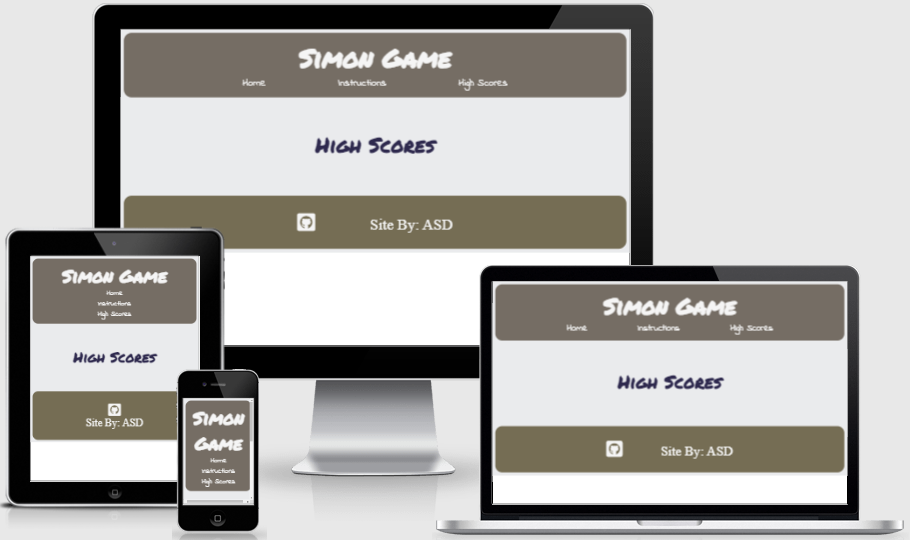 Simon Game
Home Instructions High Scores
High Scores
Site By: ASD
Simon Game
Home
Instructions
High Scores
High Scores
Site By: ASD
Simon
Game
Home
Instructions
High Scores
Simon Game
Home Instructions High Scores
High Scores
Site By: ASD